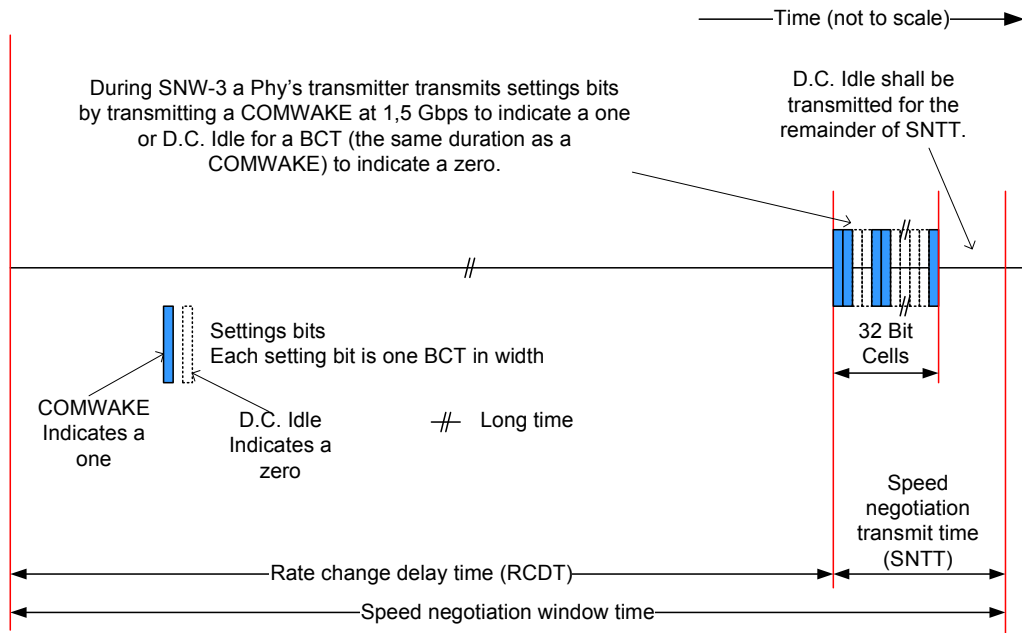 Time (not to scale)
During SNW-3 a Phy's transmitter transmits settings bits
by transmitting a COMWAKE at 1,5 Gbps to indicate a one
or D.C. Idle for a BCT (the same duration as a
COMWAKE) to indicate a zero.
D.C. Idle shall be
transmitted for the
remainder of SNTT.
Settings bits
Each setting bit is one BCT in width
32 Bit
Cells
COMWAKE
Indicates a
one
D.C. Idle
Indicates a
zero
Long time
Speed
negotiation
transmit time
(SNTT)
Rate change delay time (RCDT)
Speed negotiation window time